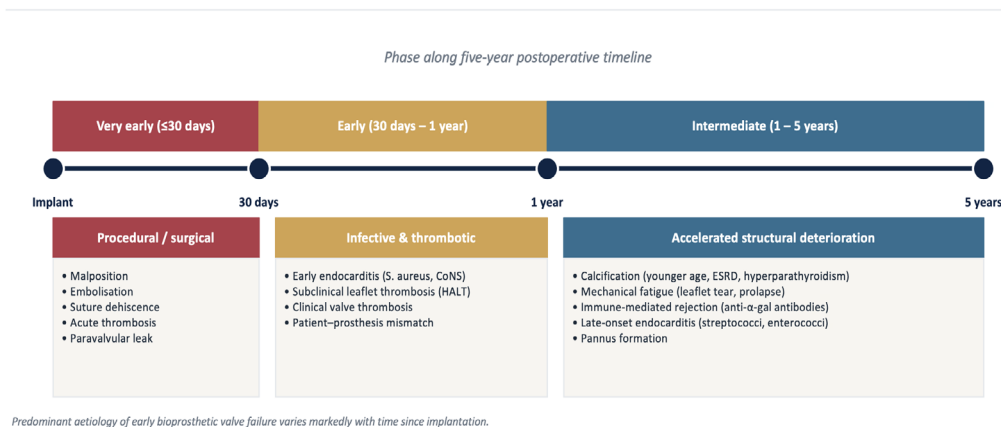 Phase along five-year postoperative timeline
Very early (≤30 days)
Early (30 days – 1 year)
Intermediate (1 – 5 years)
Implant
30 days
1 year
5 years
Procedural / surgical
• Malposition
• Embolisation
• Suture dehiscence
• Acute thrombosis
• Paravalvular leak
Infective & thrombotic
• Early endocarditis (S. aureus, CoNS)
• Subclinical leaflet thrombosis (HALT)
• Clinical valve thrombosis
• Patient–prosthesis mismatch
Accelerated structural deterioration
• Calcification (younger age, ESRD, hyperparathyroidism)
• Mechanical fatigue (leaflet tear, prolapse)
• Immune-mediated rejection (anti-α-gal antibodies)
• Late-onset endocarditis (streptococci, enterococci)
• Pannus formation
Predominant aetiology of early bioprosthetic valve failure varies markedly with time since implantation.